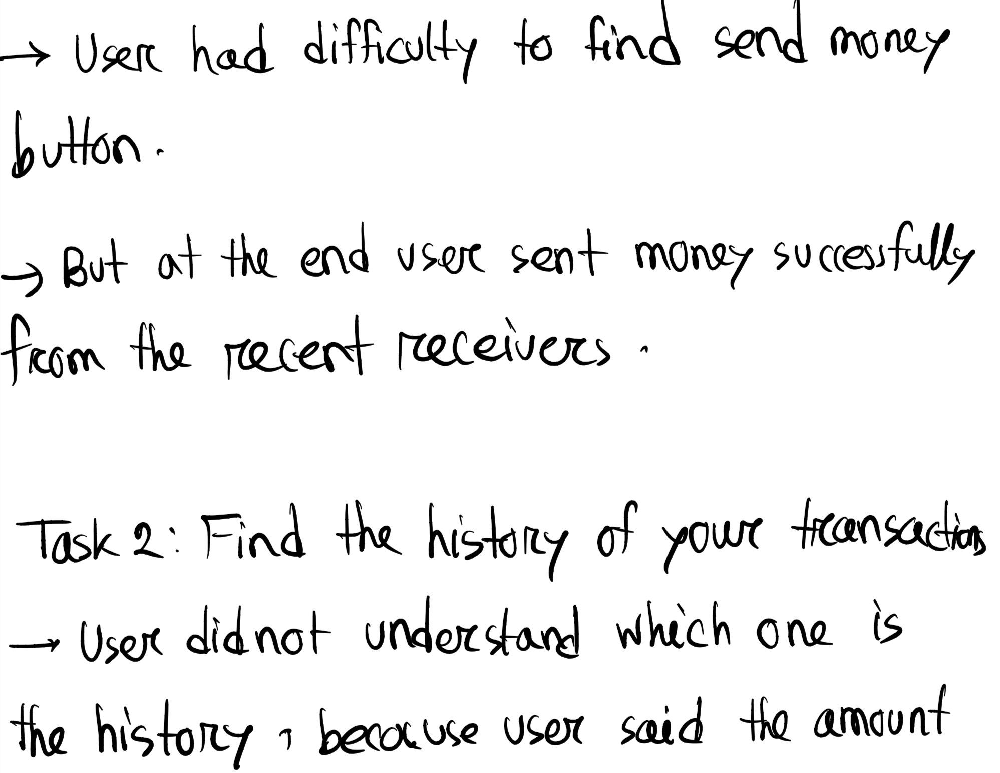 → User had difficulty to find send money
button.
→ But at the end user sent money successfully
from the recent receivers.
Task 2: Find the history of your transactions
→ User did not understand which one is
the history, because user said the amount